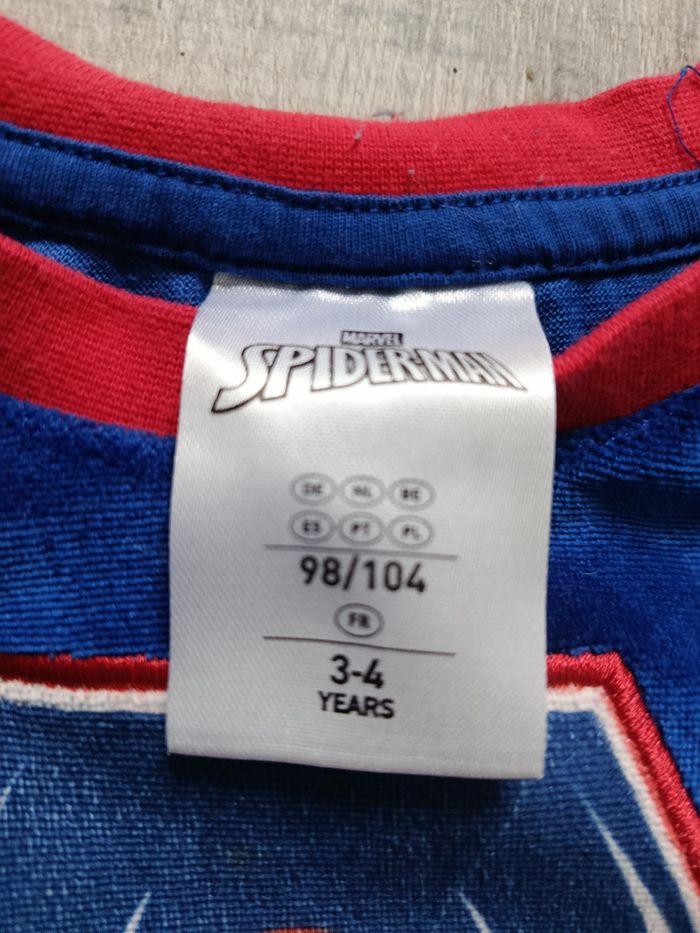 MARVEL
SPIDER-MAN
DE NL BE
ES PT PL
98/104
FR
3-4
YEARS